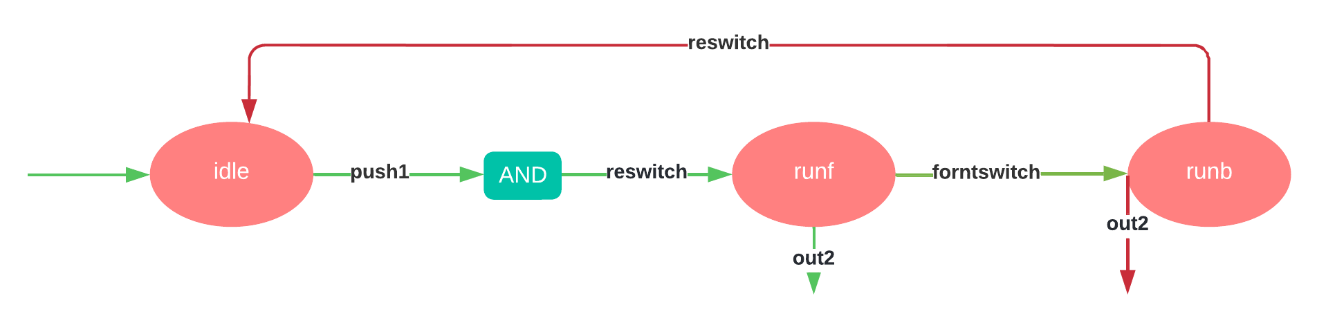 reswitch
idle
push1
AND
reswitch
runf
forntswitch
runb
out2
out2